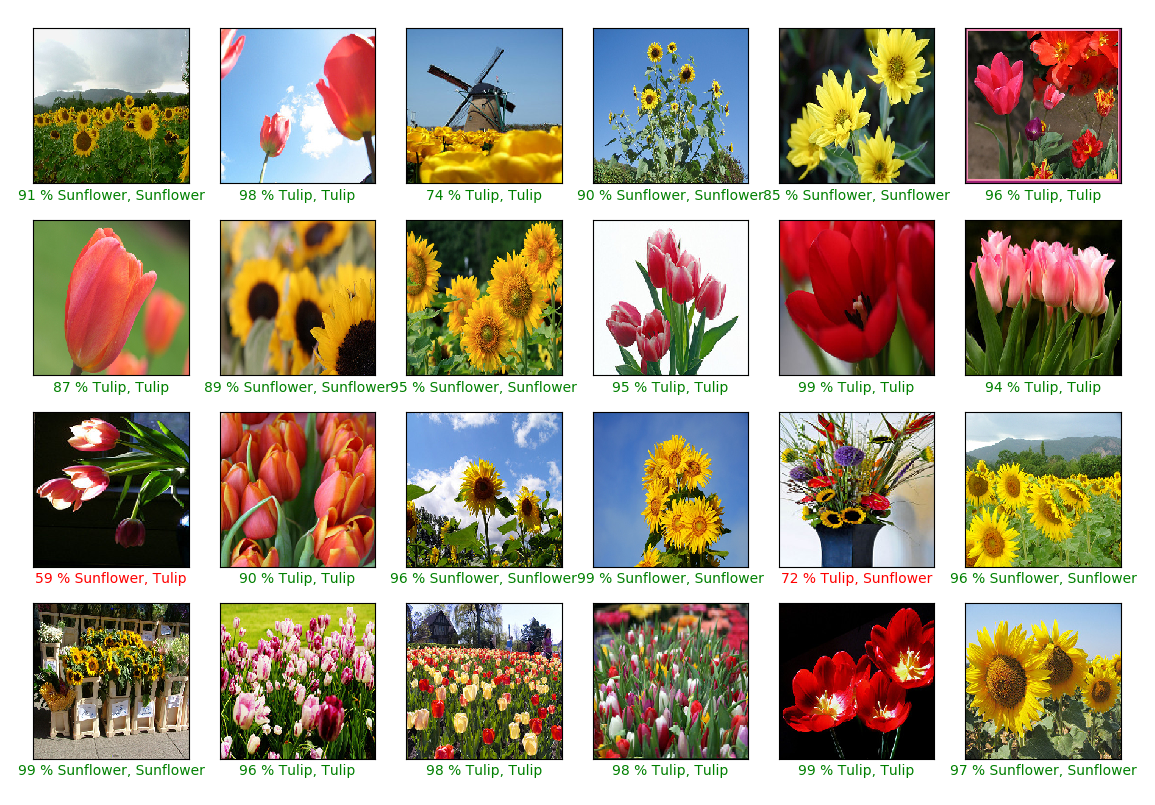 91 % Sunflower, Sunflower
98 % Tulip, Tulip
74 % Tulip, Tulip
90 % Sunflower, Sunflower
85 % Sunflower, Sunflower
96 % Tulip, Tulip
87 % Tulip, Tulip
89 % Sunflower, Sunflower
95 % Sunflower, Sunflower
95 % Tulip, Tulip
99 % Tulip, Tulip
94 % Tulip, Tulip
59 % Sunflower, Tulip
90 % Tulip, Tulip
96 % Sunflower, Sunflower
99 % Sunflower, Sunflower
72 % Tulip, Sunflower
96 % Sunflower, Sunflower
99 % Sunflower, Sunflower
96 % Tulip, Tulip
98 % Tulip, Tulip
98 % Tulip, Tulip
99 % Tulip, Tulip
97 % Sunflower, Sunflower